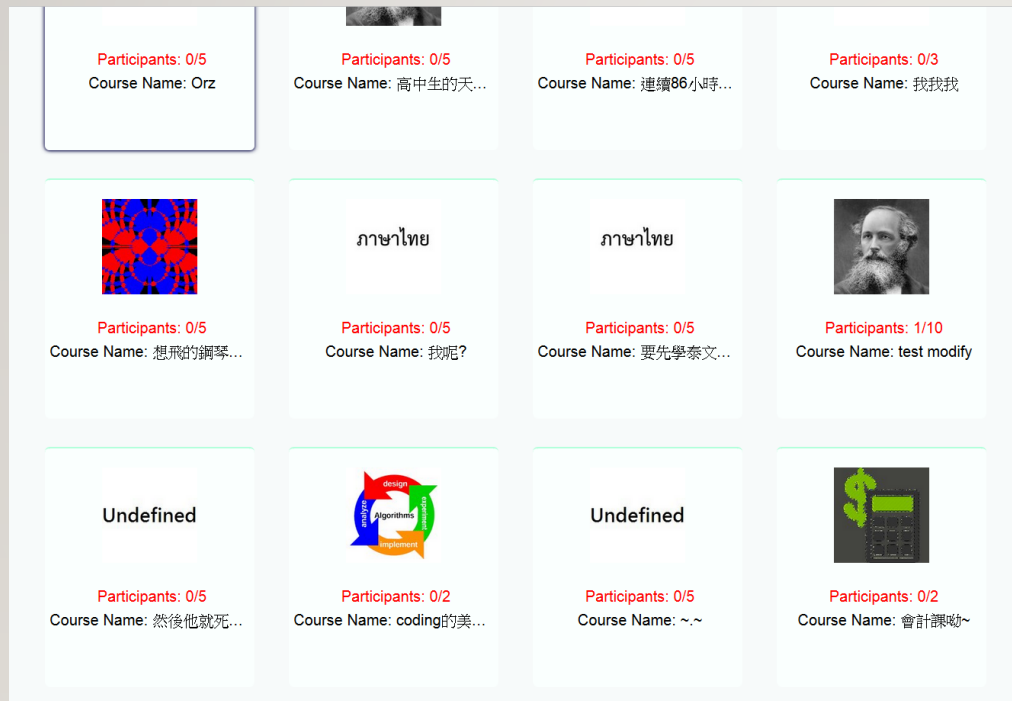 Participants: 0/5
Course Name: Orz
Participants: 0/5
Course Name: 高中生的天...
Participants: 0/5
Course Name: 連續86小時...
Participants: 0/3
Course Name: 我我我
Participants: 0/5
Course Name: 想飛的鋼琴...
ภาษาไทย
Participants: 0/5
Course Name: 我呢?
ภาษาไทย
Participants: 0/5
Course Name: 要先學泰文...
Participants: 1/10
Course Name: test modify
Undefined
Participants: 0/5
Course Name: 然後他就死...
design
analyze
Algorithms
experiment
implement
Participants: 0/2
Course Name: coding的美...
Undefined
Participants: 0/5
Course Name: ~.~
$
Participants: 0/2
Course Name: 會計課呦~